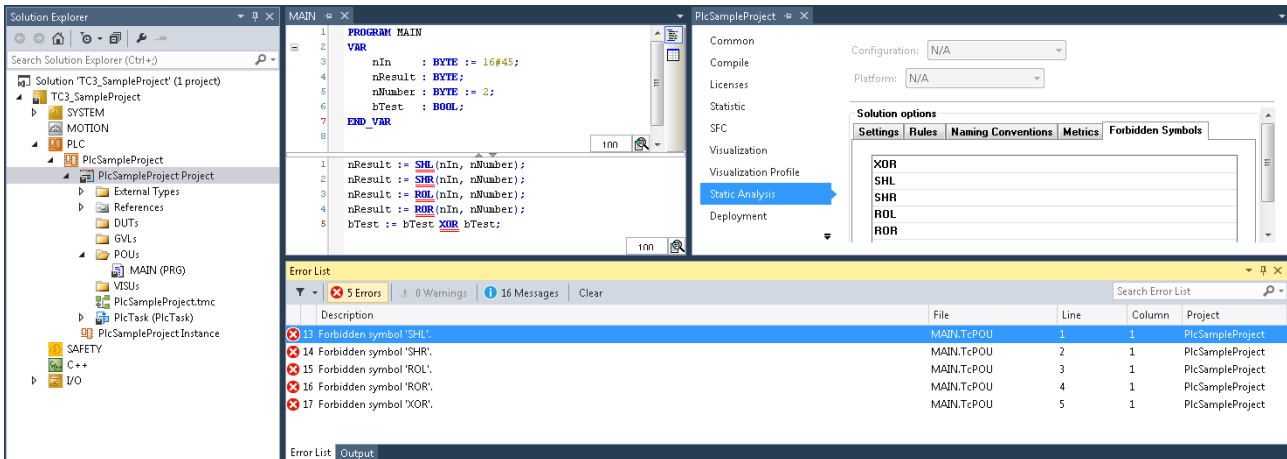 Solution Explorer
Search Solution Explorer (Ctrl+;)
Solution 'TC3_SampleProject' (1 project)
TC3_SampleProject
SYSTEM
MOTION
PLC
PlcSampleProject
PlcSampleProject Project
External Types
References
DUTs
GVLs
POUs
MAIN (PRG)
VISUs
PlcSampleProject.tmc
PlcTask (PlcTask)
PlcSampleProject Instance
SAFETY
C++
I/O
MAIN
1 PROGRAM MAIN
2 VAR
3 nIn : BYTE := 16#45;
4 nResult : BYTE;
5 nNumber : BYTE := 2;
6 bTest : BOOL;
7 END_VAR
8
100
1 nResult := SHL(nIn, nNumber);
2 nResult := SHR(nIn, nNumber);
3 nResult := ROL(nIn, nNumber);
4 nResult := ROR(nIn, nNumber);
5 bTest := bTest XOR bTest;
100
PlcSampleProject
Common
Compile
Licenses
Statistic
SFC
Visualization
Visualization Profile
Static Analysis
Deployment
Configuration: N/A
Platform: N/A
Solution options
Settings Rules Naming Conventions Metrics Forbidden Symbols
XOR
SHL
SHR
ROL
ROR
Error List
5 Errors 0 Warnings 16 Messages Clear Search Error List
Description File Line Column Project
13 Forbidden symbol 'SHL'. MAIN.TcPOU 1 1 PlcSampleProject
14 Forbidden symbol 'SHR'. MAIN.TcPOU 2 1 PlcSampleProject
15 Forbidden symbol 'ROL'. MAIN.TcPOU 3 1 PlcSampleProject
16 Forbidden symbol 'ROR'. MAIN.TcPOU 4 1 PlcSampleProject
17 Forbidden symbol 'XOR'. MAIN.TcPOU 5 1 PlcSampleProject
Error List Output